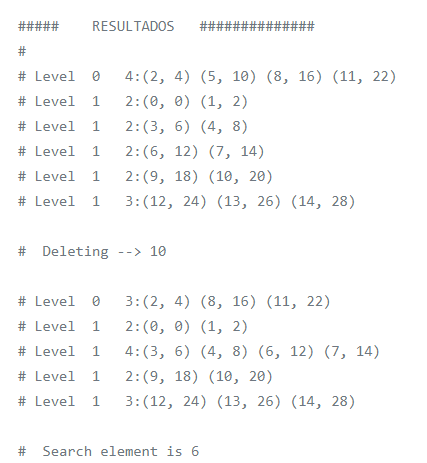 #####    RESULTADOS   ##############
#
# Level  0   4:(2, 4) (5, 10) (8, 16) (11, 22)
# Level  1   2:(0, 0) (1, 2)
# Level  1   2:(3, 6) (4, 8)
# Level  1   2:(6, 12) (7, 14)
# Level  1   2:(9, 18) (10, 20)
# Level  1   3:(12, 24) (13, 26) (14, 28)
#  Deleting --> 10
# Level  0   3:(2, 4) (8, 16) (11, 22)
# Level  1   2:(0, 0) (1, 2)
# Level  1   4:(3, 6) (4, 8) (6, 12) (7, 14)
# Level  1   2:(9, 18) (10, 20)
# Level  1   3:(12, 24) (13, 26) (14, 28)
#  Search element is 6